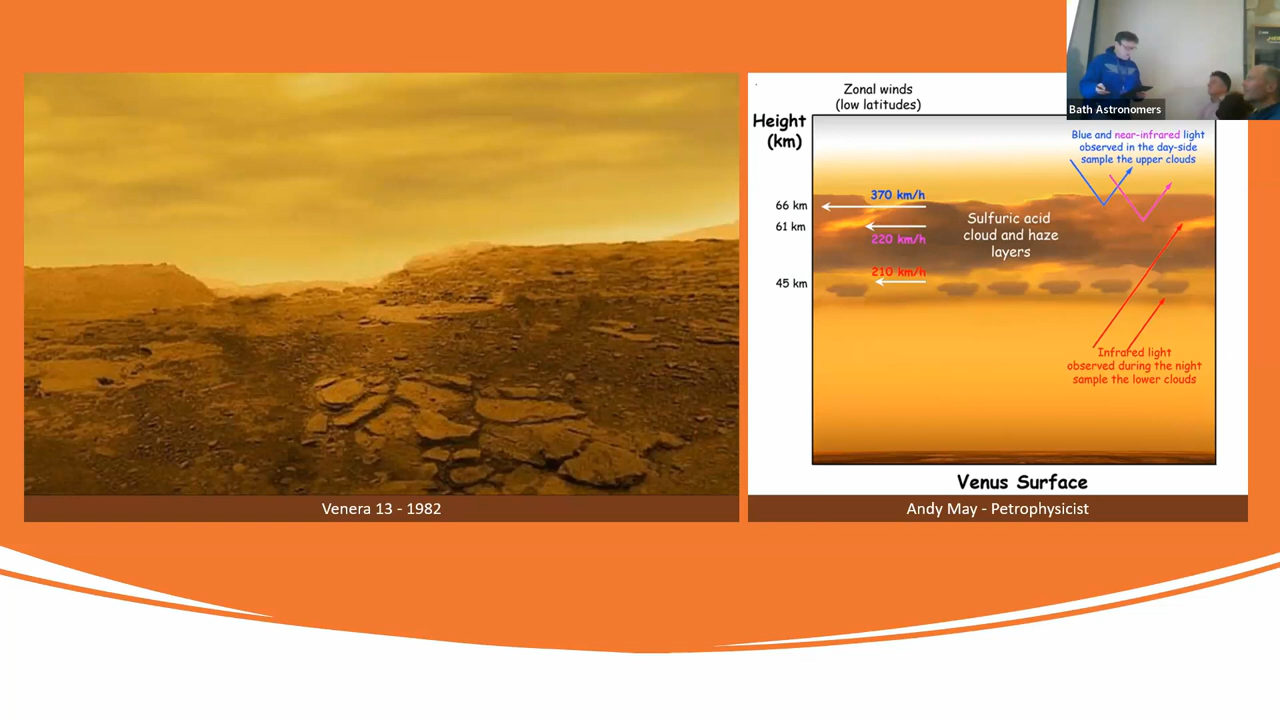 Bath Astronomers
Zonal winds
(low latitudes)
Height
(km)
Blue and near-infrared light
observed in the day-side
sample the upper clouds
370 km/h
66 km
61 km
220 km/h
Sulfuric acid
cloud and haze
layers
210 km/h
45 km
Infrared light
observed during the night
sample the lower clouds
Venus Surface
Venera 13 - 1982
Andy May - Petrophysicist